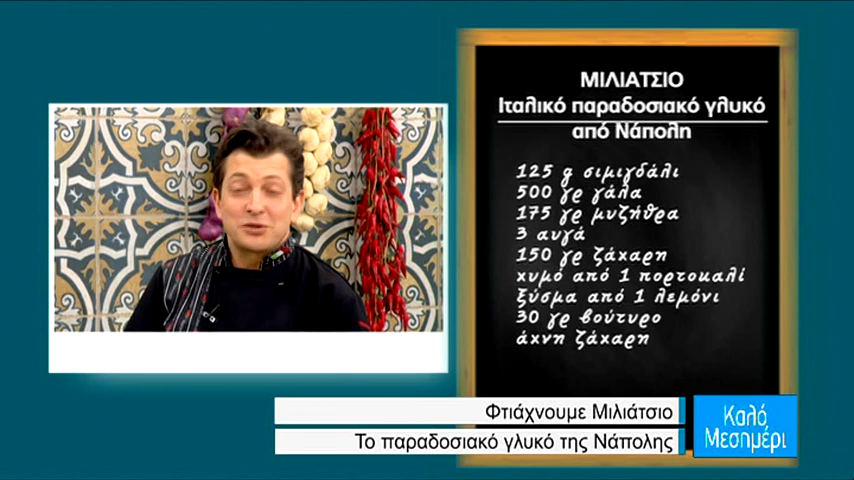 ΜΙΛΙΑΤΣΙΟ
Ιταλικό παραδοσιακό γλυκό
από Νάπολη
125 g σιμιγδάλι
500 γρ γάλα
175 γρ μυζήθρα
3 αυγά
150 γρ ζάχαρη
χυμό από 1 πορτοκαλί
ξύσμα από 1 λεμόνι
30 γρ βούτυρο
άχνη ζάχαρη
Φτιάχνουμε Μιλιάτσιο
Το παραδοσιακό γλυκό της Νάπολης
Καλό
Μεσημέρι